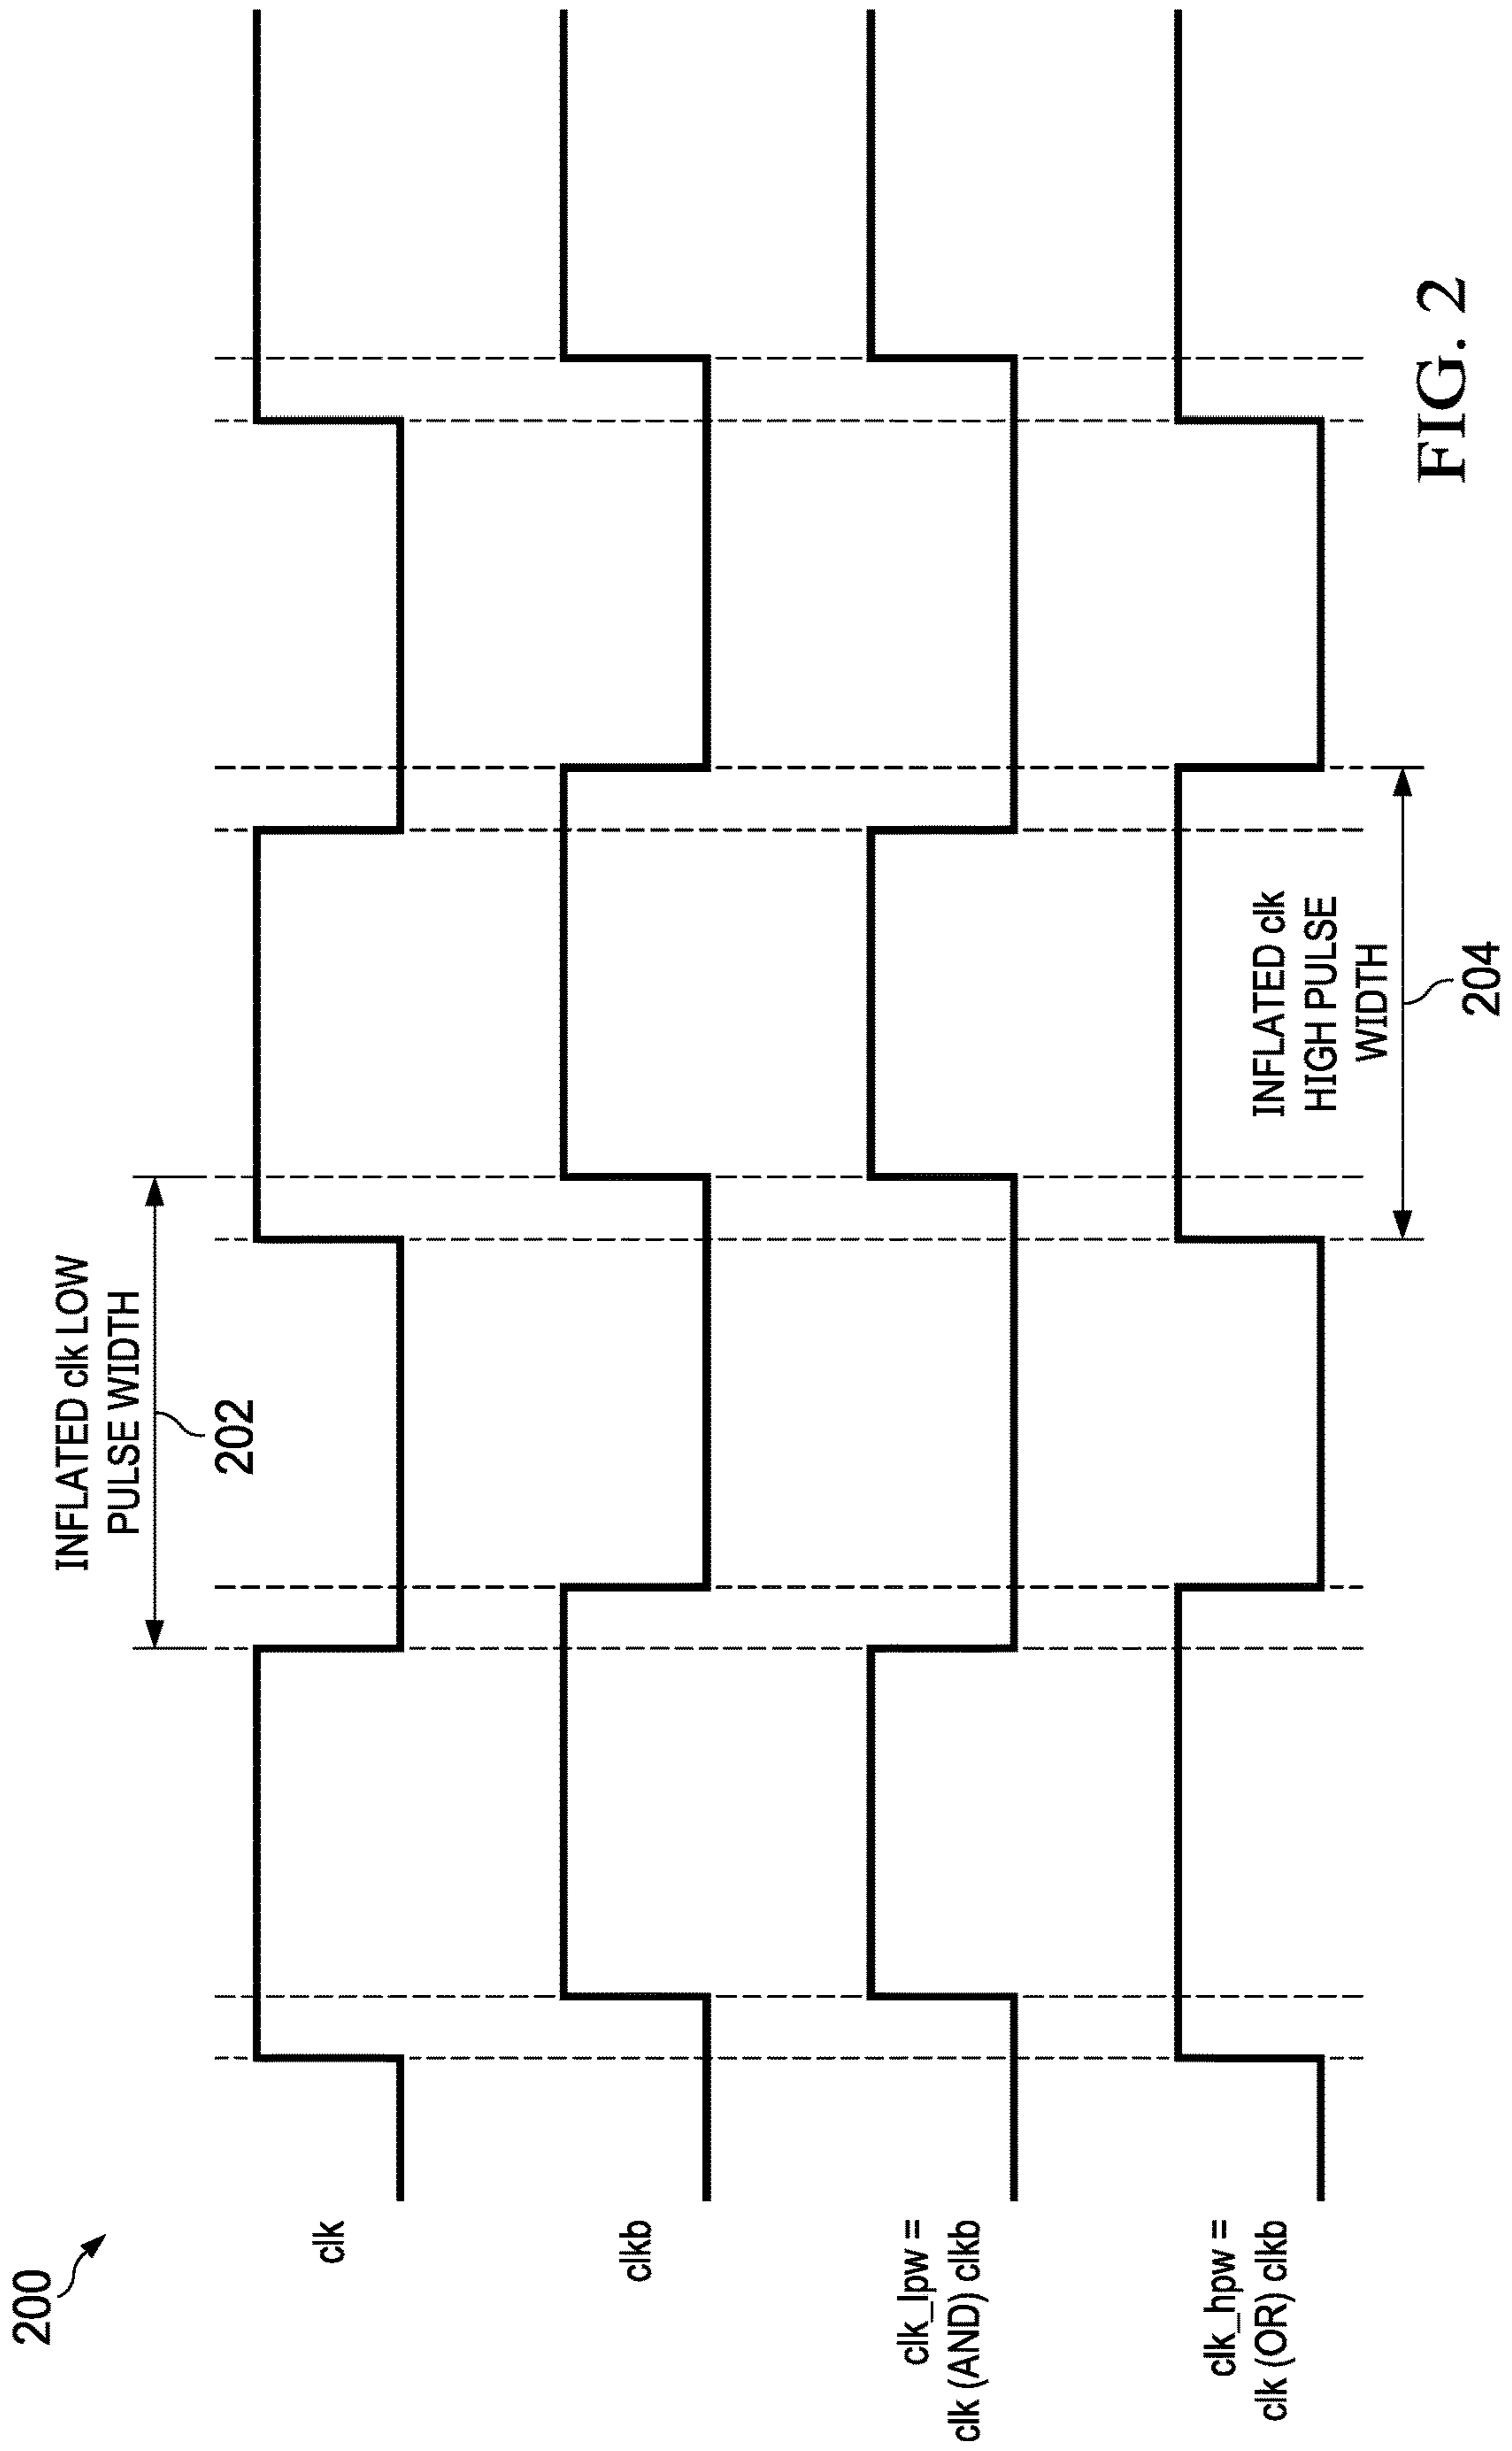 200
INFLATED clk LOW
PULSE WIDTH
202
clk
clkb
clk_lpw =
clk (AND) clkb
clk_hpw =
clk (OR) clkb
INFLATED clk
HIGH PULSE
WIDTH
204
FIG. 2